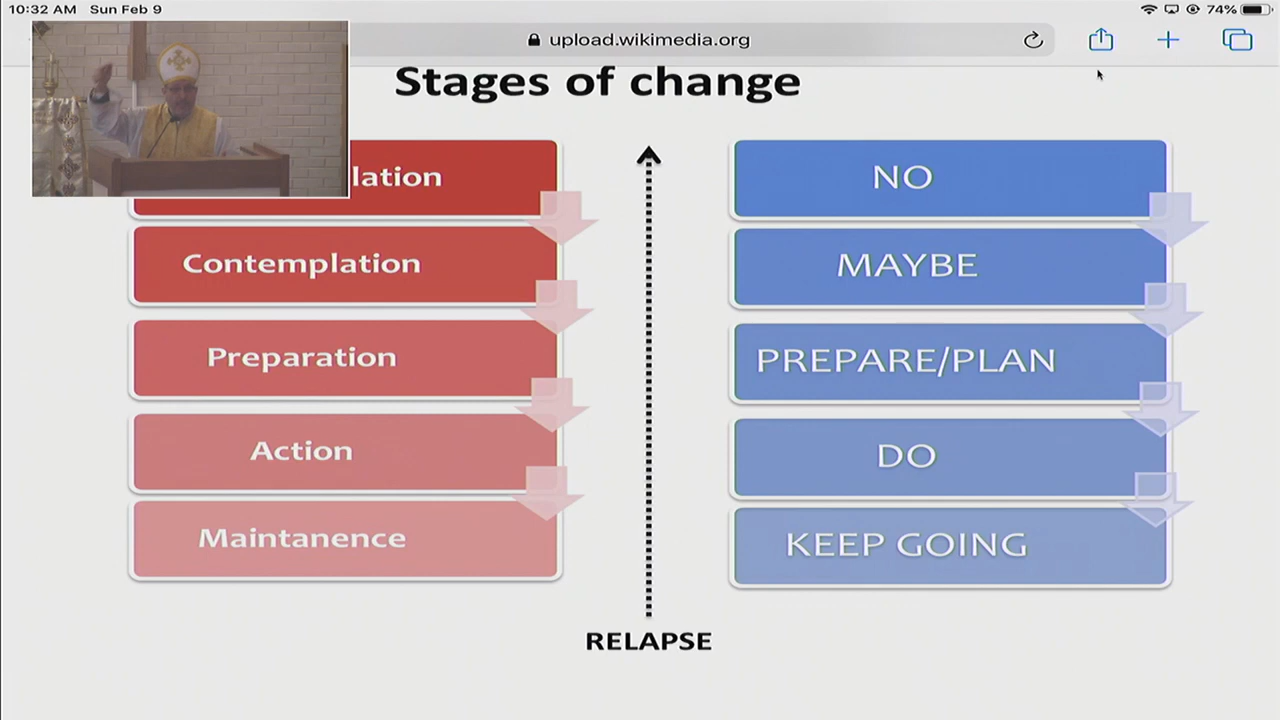 10:32 AM Sun Feb 9
74%
upload.wikimedia.org
Stages of change
lation
Contemplation
Preparation
Action
Maintanence
NO
MAYBE
PREPARE/PLAN
DO
KEEP GOING
RELAPSE